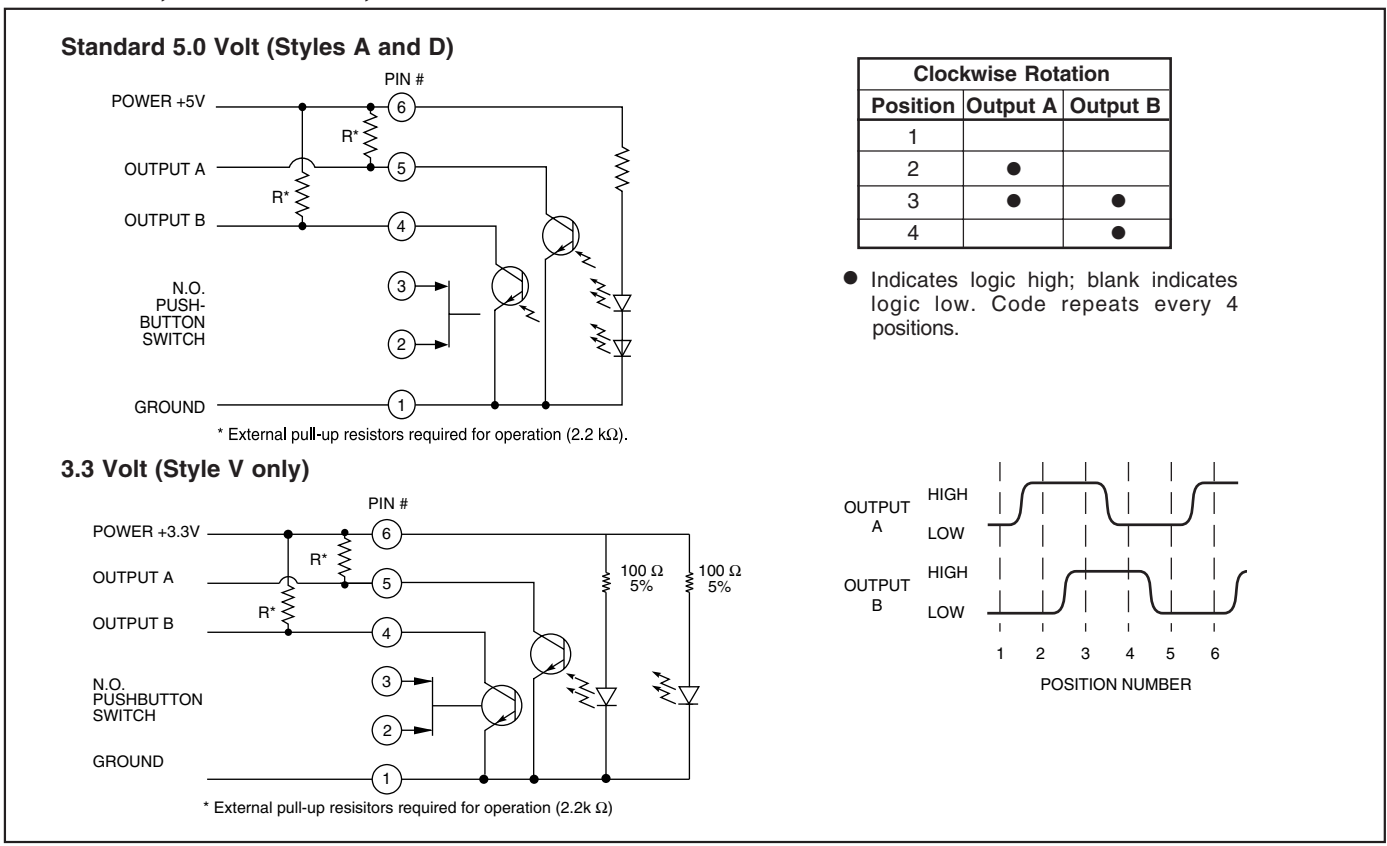 Standard 5.0 Volt (Styles A and D)
PIN #
POWER +5V
6
R*
OUTPUT A
5
R*
OUTPUT B
4
N.O.
PUSH-
BUTTON
SWITCH
3
2
GROUND
1
* External pull-up resistors required for operation (2.2 kΩ).
3.3 Volt (Style V only)
PIN #
POWER +3.3V
6
R*
100 Ω
5%
100 Ω
5%
OUTPUT A
5
R*
OUTPUT B
4
N.O.
PUSHBUTTON
SWITCH
3
2
GROUND
1
* External pull-up resisitors required for operation (2.2k Ω)
Clockwise Rotation
Position Output A Output B
1
2 ●
3 ● ●
4 ●
● Indicates logic high; blank indicates
logic low. Code repeats every 4
positions.
OUTPUT
A
HIGH
LOW
OUTPUT
B
HIGH
LOW
1 2 3 4 5 6
POSITION NUMBER